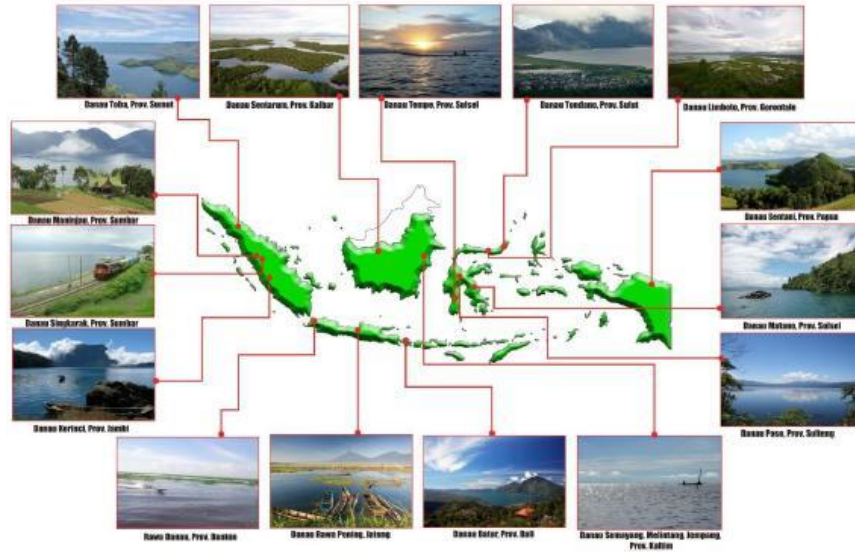 Danau Toba, Prov. Sumut
Danau Sentarum, Prov. Kalbar
Danau Tempe, Prov. Sulsel
Danau Tondano, Prov. Sulut
Danau Limboto, Prov. Gorontalo
Danau Maninjau, Prov. Sumbar
Danau Sentani, Prov. Papua
Danau Singkarak, Prov. Sumbar
Danau Matano, Prov. Sulsel
Danau Kerinci, Prov. Jambi
Danau Poso, Prov. Sulteng
Rawa Danau, Prov. Banten
Danau Rawa Pening, Jateng
Danau Batur, Prov. Bali
Danau Semayang, Melintang, Jempang,
Prov. Kaltim